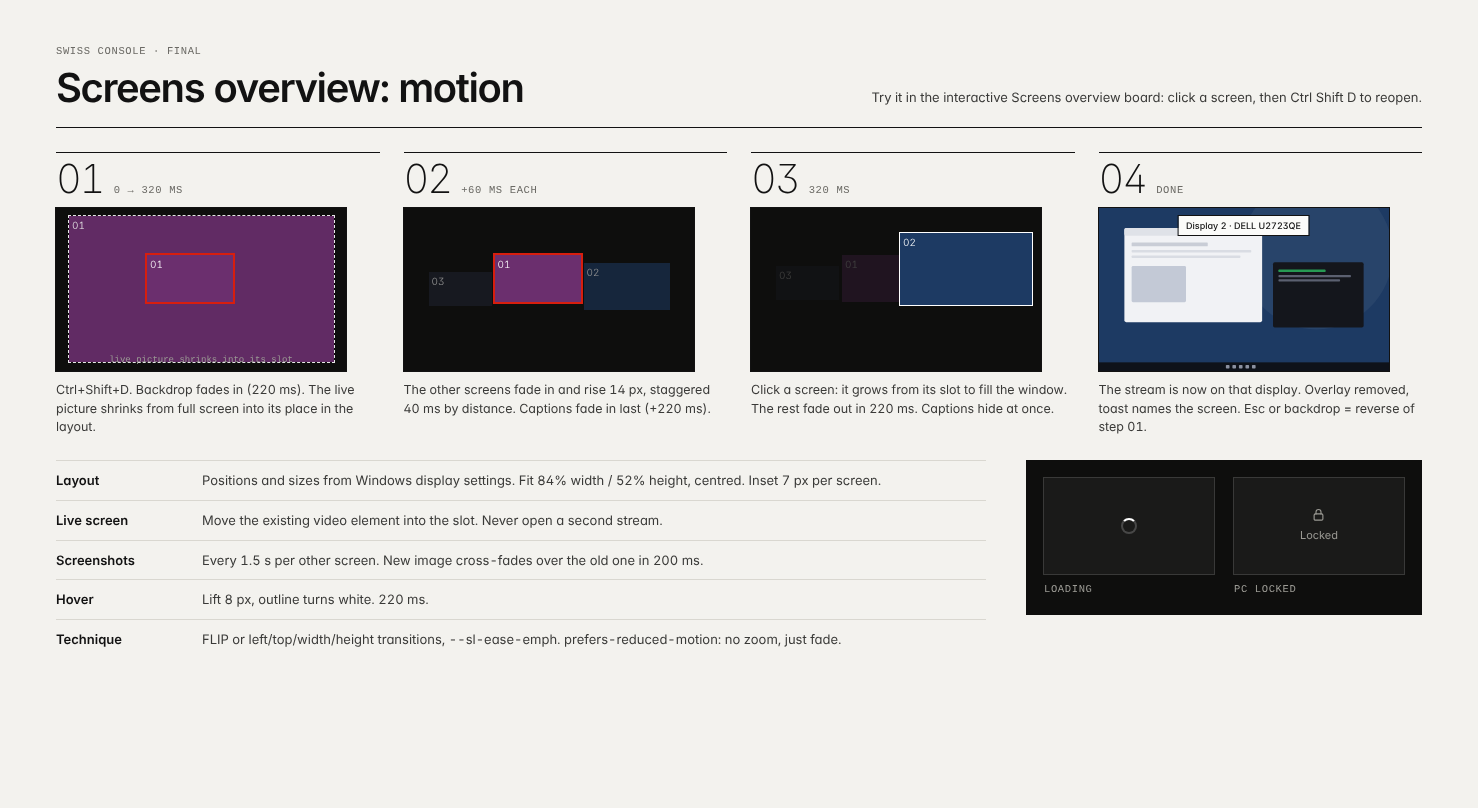 SWISS CONSOLE · FINAL
Screens overview: motion
Try it in the interactive Screens overview board: click a screen, then Ctrl Shift D to reopen.
01 0 → 320 MS
01
01
live picture shrinks into its slot
Ctrl+Shift+D. Backdrop fades in (220 ms). The live
picture shrinks from full screen into its place in the
layout.
02 +60 MS EACH
03
01
02
The other screens fade in and rise 14 px, staggered
40 ms by distance. Captions fade in last (+220 ms).
03 320 MS
03
01
02
Click a screen: it grows from its slot to fill the window.
The rest fade out in 220 ms. Captions hide at once.
04 DONE
Display 2 · DELL U2723QE
The stream is now on that display. Overlay removed,
toast names the screen. Esc or backdrop = reverse of
step 01.
Layout Positions and sizes from Windows display settings. Fit 84% width / 52% height, centred. Inset 7 px per screen.
Live screen Move the existing video element into the slot. Never open a second stream.
Screenshots Every 1.5 s per other screen. New image cross-fades over the old one in 200 ms.
Hover Lift 8 px, outline turns white. 220 ms.
Technique FLIP or left/top/width/height transitions, --sl-ease-emph. prefers-reduced-motion: no zoom, just fade.
Locked
LOADING
PC LOCKED